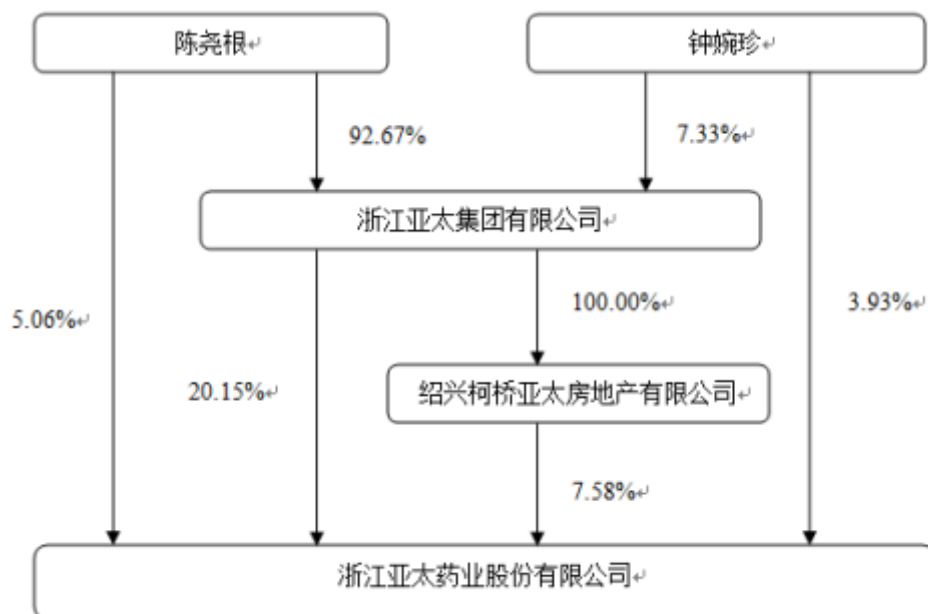 陈尧根↵
钟婉珍↵
92.67%
7.33%↵
浙江亚太集团有限公司↵
5.06%↵
100.00%↵
3.93%↵
20.15%↵
绍兴柯桥亚太房地产有限公司↵
7.58%↵
浙江亚太药业股份有限公司↵